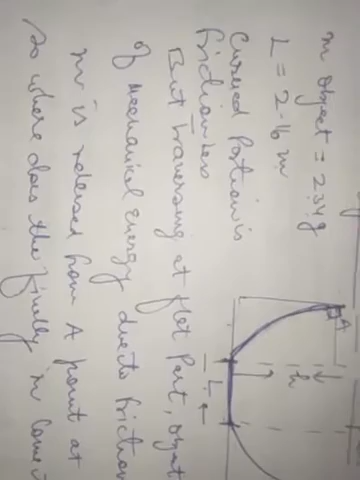 m object = 234g
L = 2.16 m
Curved Portion is
frictionless
But traversing at flat Part, object
of mechanical energy due to friction
m is released from A point at
So where does the finally m come
A
h
L